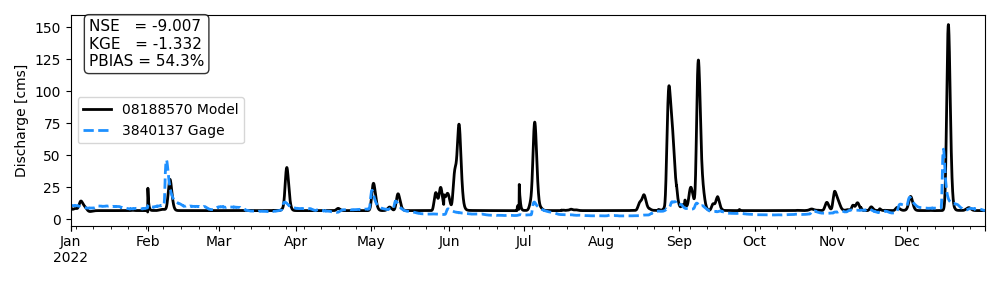 NSE = -9.007
KGE = -1.332
PBIAS = 54.3%
08188570 Model
3840137 Gage
Discharge [cms]
150
125
100
75
50
25
0
Jan Feb Mar Apr May Jun Jul Aug Sep Oct Nov Dec
2022